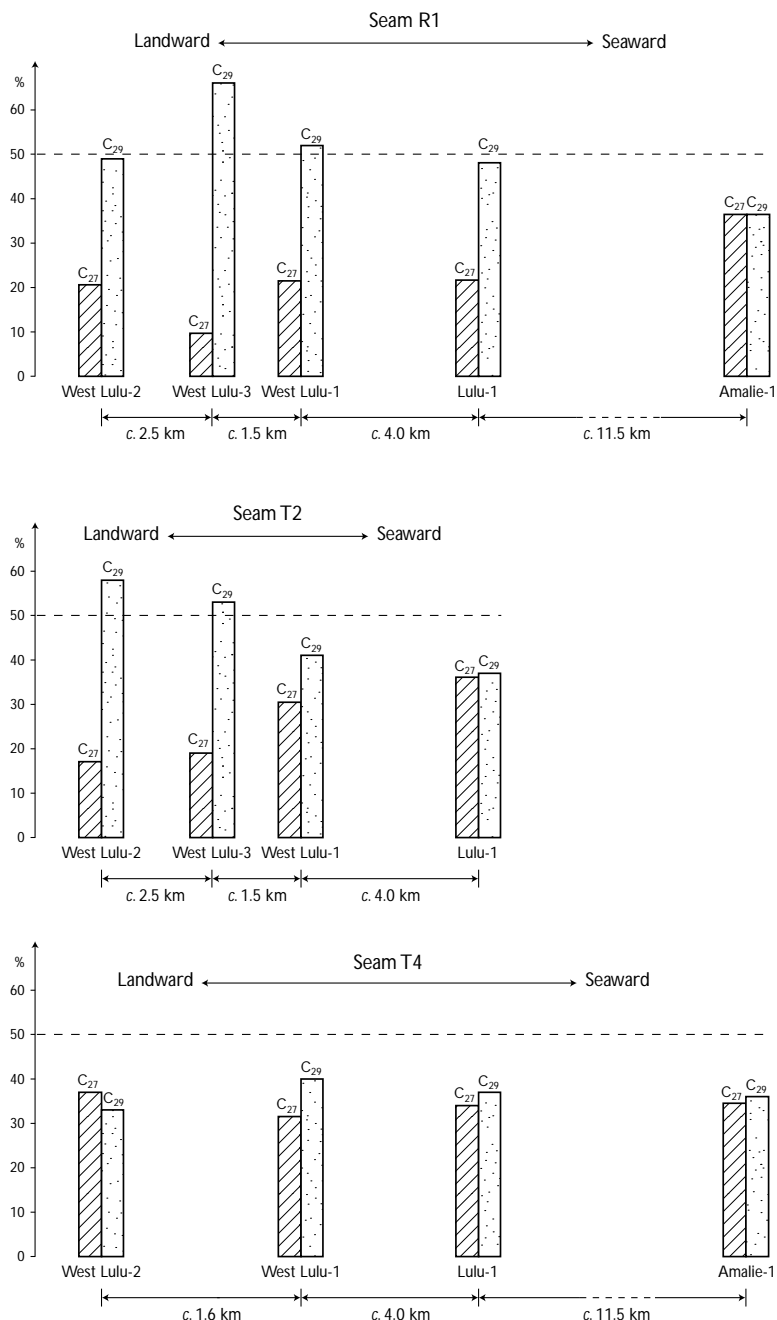 Seam R1
Landward Seaward
%
60
50
40
30
20
10
0
C27 C29
C27 C29
C27 C29
C27 C29
C27 C29
West Lulu-2 West Lulu-3 West Lulu-1 Lulu-1 Amalie-1
c. 2.5 km c. 1.5 km c. 4.0 km c. 11.5 km
Seam T2
Landward Seaward
%
60
50
40
30
20
10
0
C27 C29
C27 C29
C27 C29
C27 C29
West Lulu-2 West Lulu-3 West Lulu-1 Lulu-1
c. 2.5 km c. 1.5 km c. 4.0 km
Seam T4
Landward Seaward
%
60
50
40
30
20
10
0
C27 C29
C27 C29
C27 C29
C27 C29
West Lulu-2 West Lulu-1 Lulu-1 Amalie-1
c. 1.6 km c. 4.0 km c. 11.5 km